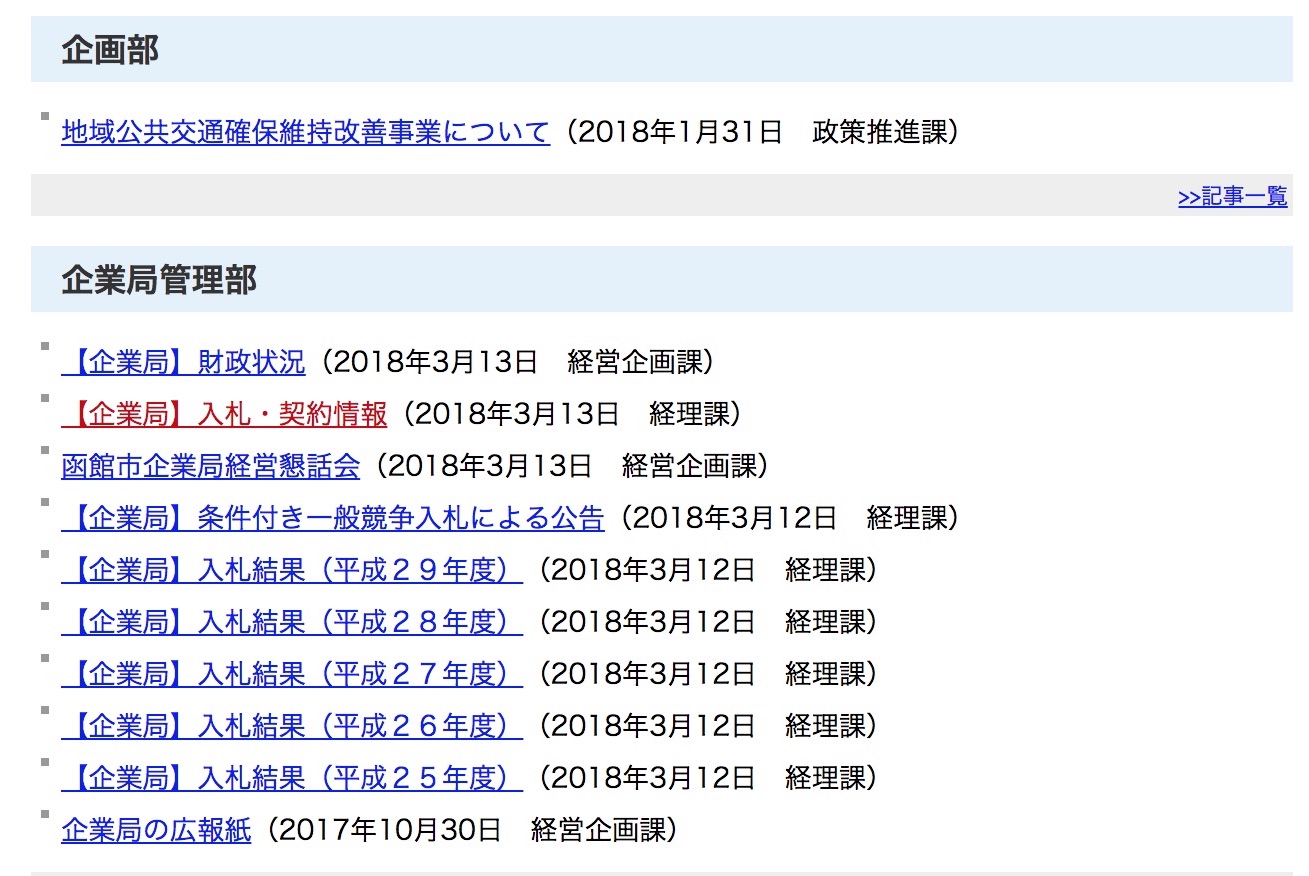 企画部
地域公共交通確保維持改善事業について（2018年1月31日　政策推進課）
>>記事一覧
企業局管理部
【企業局】財政状況（2018年3月13日　経営企画課）
【企業局】入札・契約情報（2018年3月13日　経理課）
函館市企業局経営懇話会（2018年3月13日　経営企画課）
【企業局】条件付き一般競争入札による公告（2018年3月12日　経理課）
【企業局】入札結果（平成２９年度）（2018年3月12日　経理課）
【企業局】入札結果（平成２８年度）（2018年3月12日　経理課）
【企業局】入札結果（平成２７年度）（2018年3月12日　経理課）
【企業局】入札結果（平成２６年度）（2018年3月12日　経理課）
【企業局】入札結果（平成２５年度）（2018年3月12日　経理課）
企業局の広報紙（2017年10月30日　経営企画課）